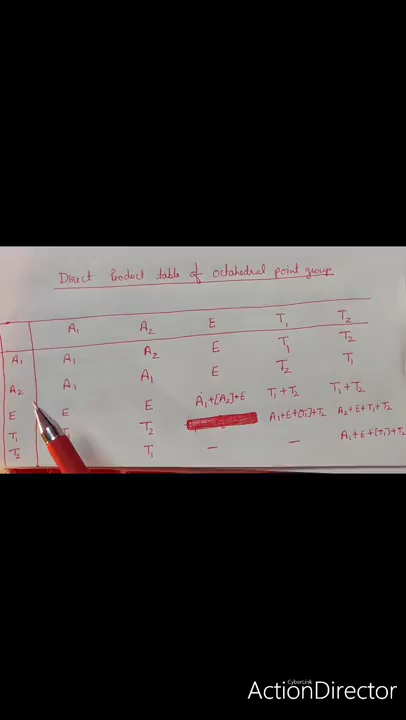 Direct Product table of octahedral point group
A₁ A₂ E T₁ T₂
A₁ A₁ A₂ E T₁ T₂
A₂ A₁ A₁ E T₂ T₁
E E E A₁+[A₂]+E T₁+T₂ T₁+T₂
T₁ T₁ T₂ A₁+E+[T₁]+T₂ A₂+E+T₁+T₂
T₂ T₁ — — A₁+E+[T₁]+T₂
CyberLink
ActionDirector